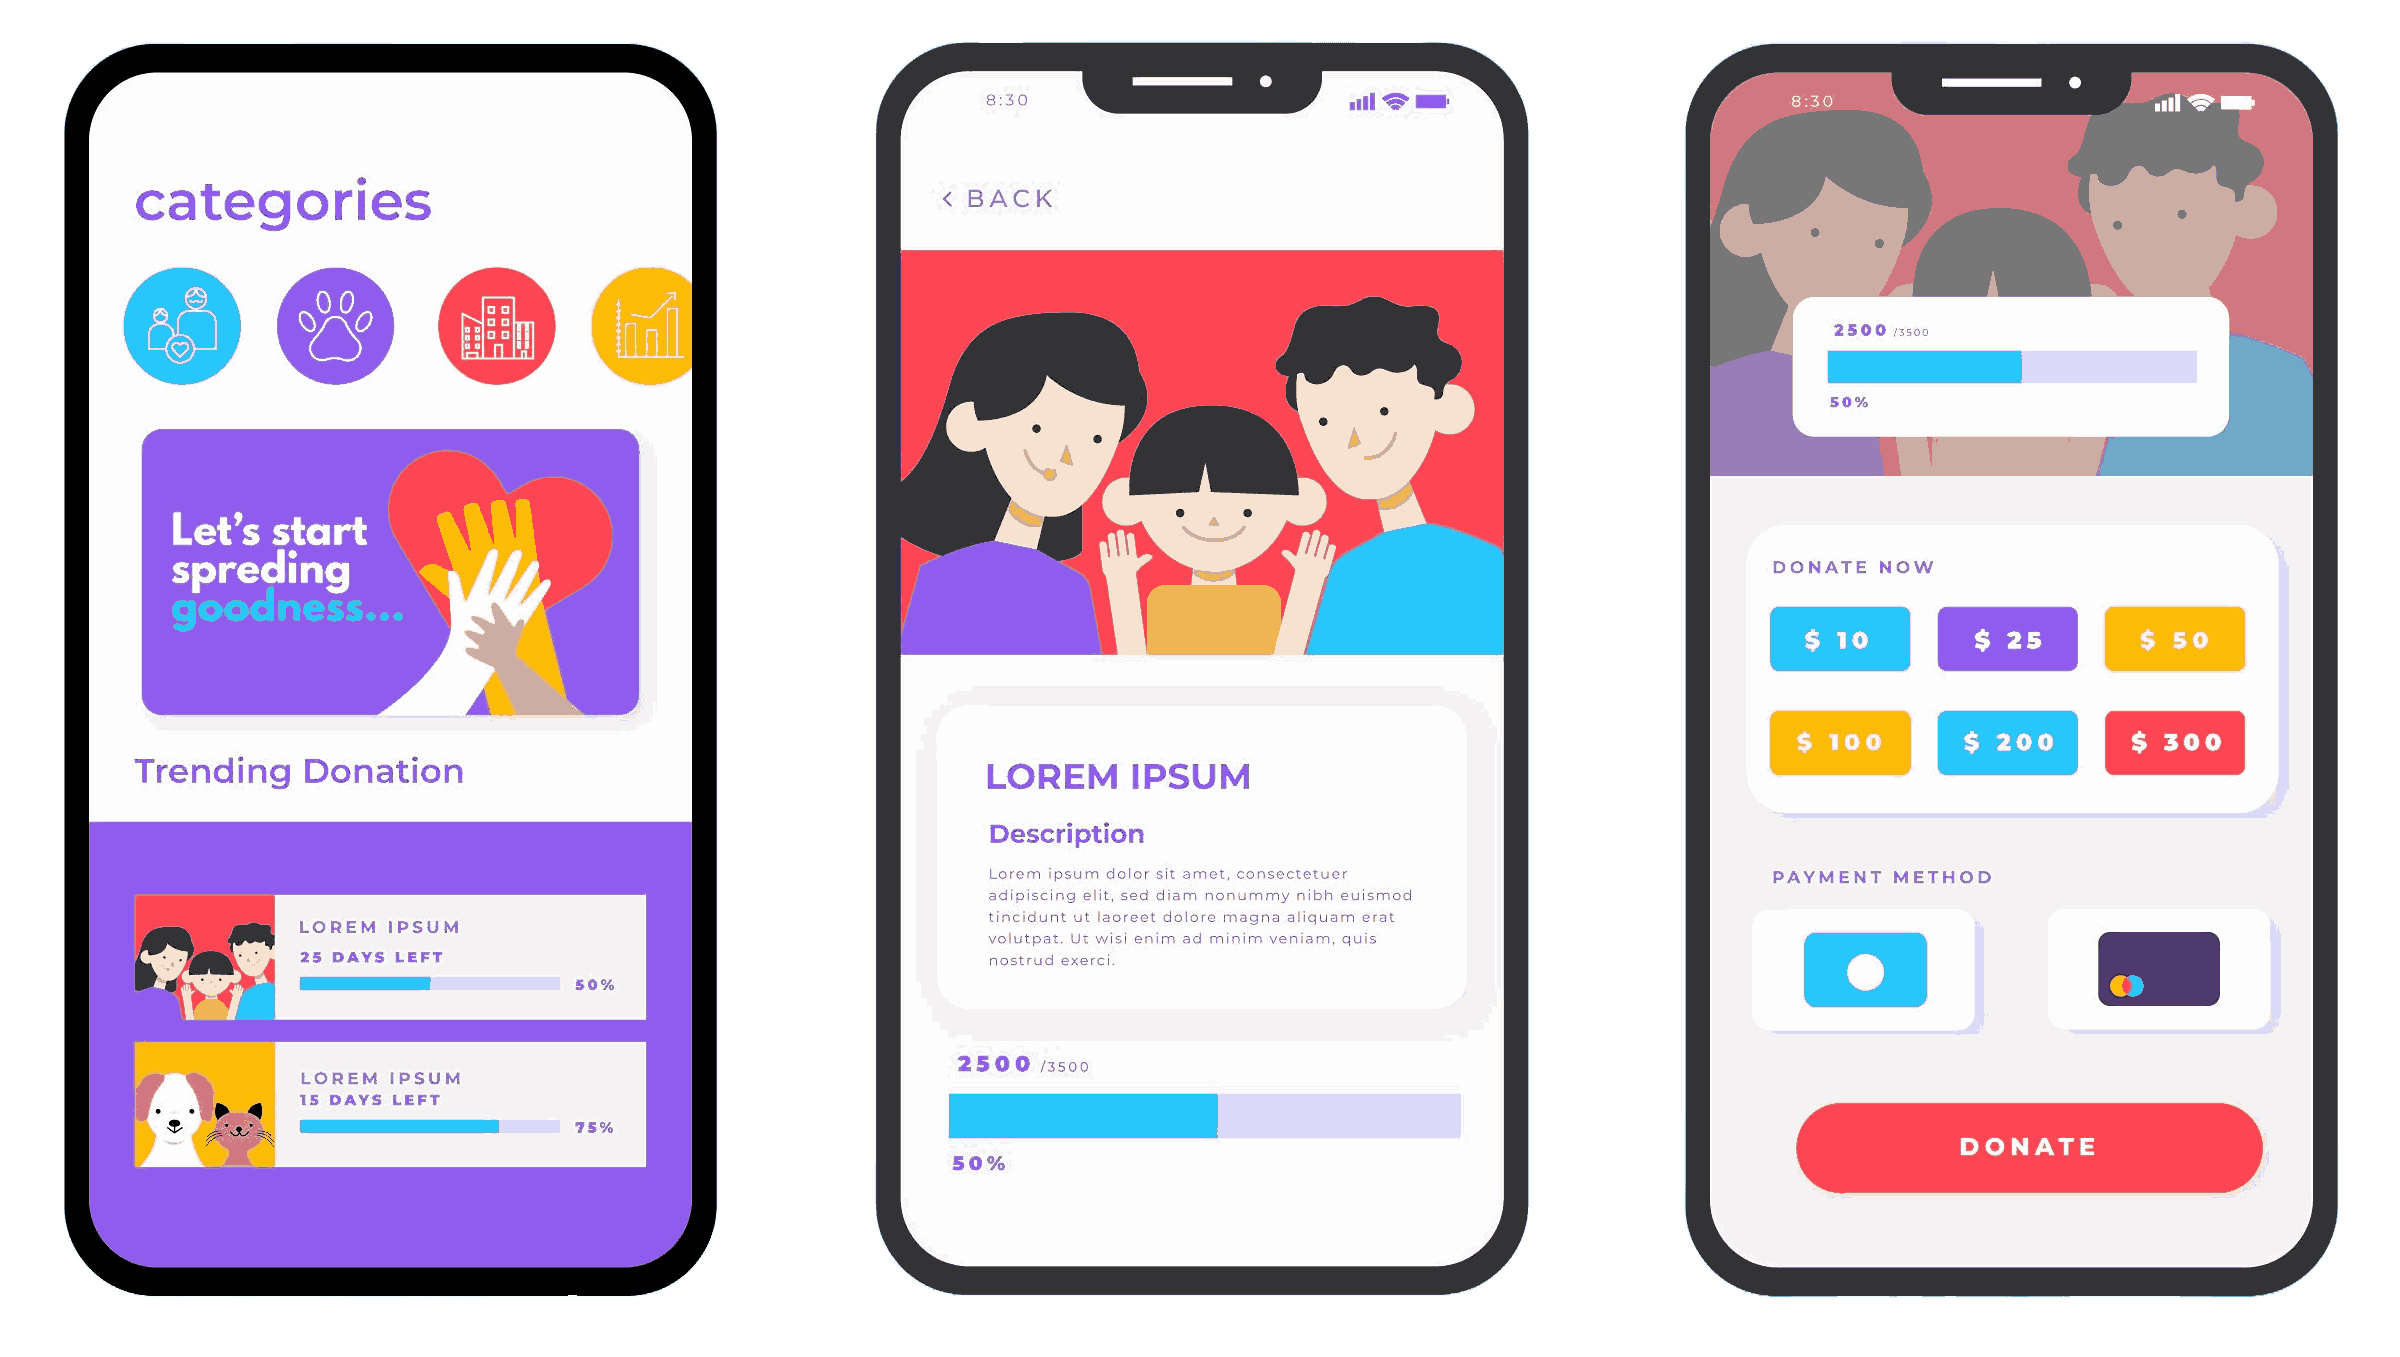 categories
Let's start
spreding
goodness...
Trending Donation
LOREM IPSUM
25 DAYS LEFT
50%
LOREM IPSUM
15 DAYS LEFT
75%
8:30
< BACK
LOREM IPSUM
Description
Lorem ipsum dolor sit amet, consectetuer
adipiscing elit, sed diam nonummy nibh euismod
tincidunt ut laoreet dolore magna aliquam erat
volutpat. Ut wisi enim ad minim veniam, quis
nostrud exerci.
2500 /3500
50%
8:30
2500 /3500
50%
DONATE NOW
$ 10 $ 25 $ 50
$ 100 $ 200 $ 300
PAYMENT METHOD
DONATE